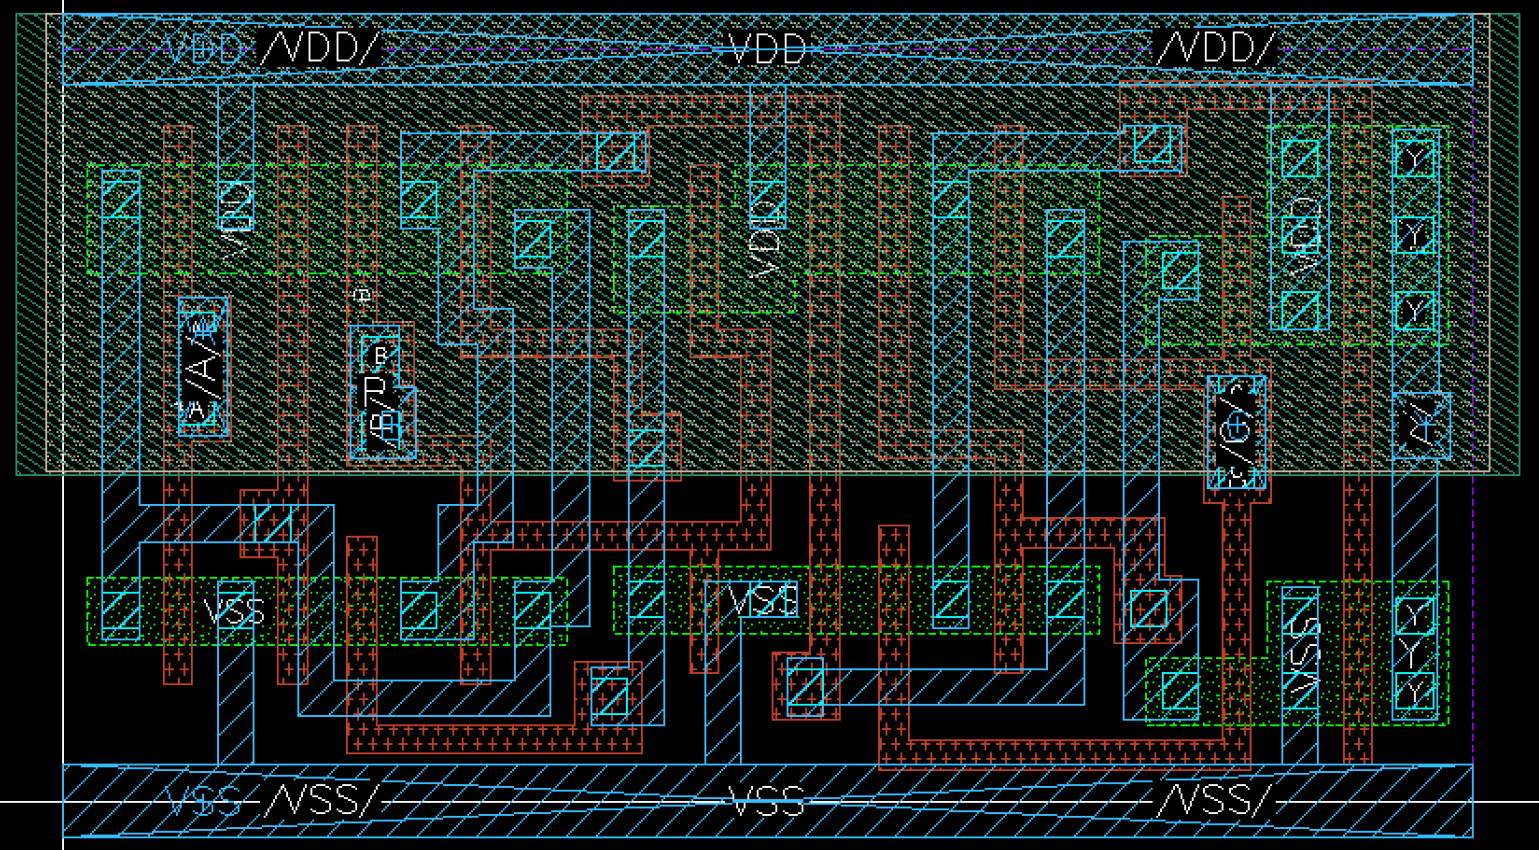 VDD /VDD/ VDD /VDD/
Y
VDD VDD VDD Y
Y
B
/A/
A
/B/
VSS VSS VSS Y
Y
Y
VSS /VSS/ VSS /VSS/